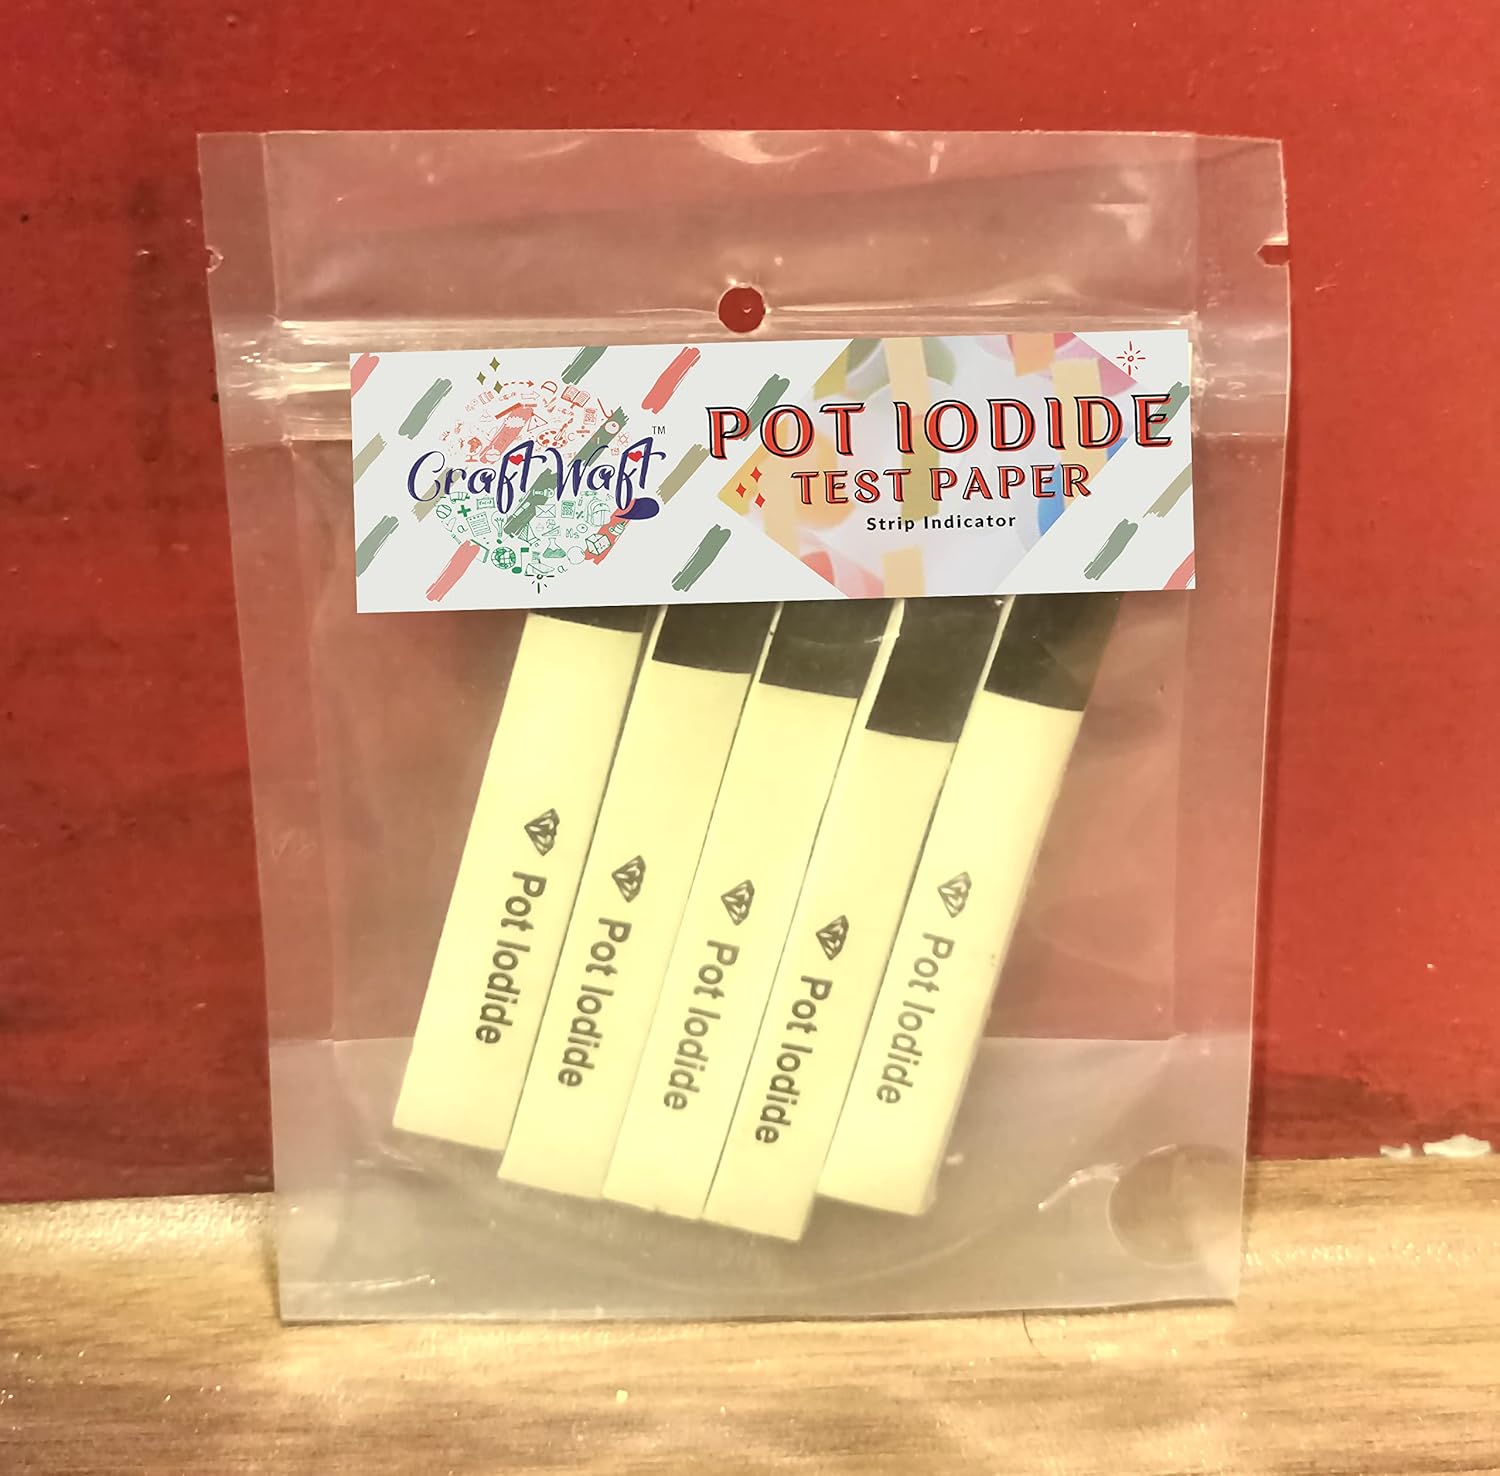 Craft Waft
TM
POT IODIDE
TEST PAPER
Strip Indicator
Pot Iodide
Pot Iodide
Pot Iodide
Pot Iodide
Pot Iodide